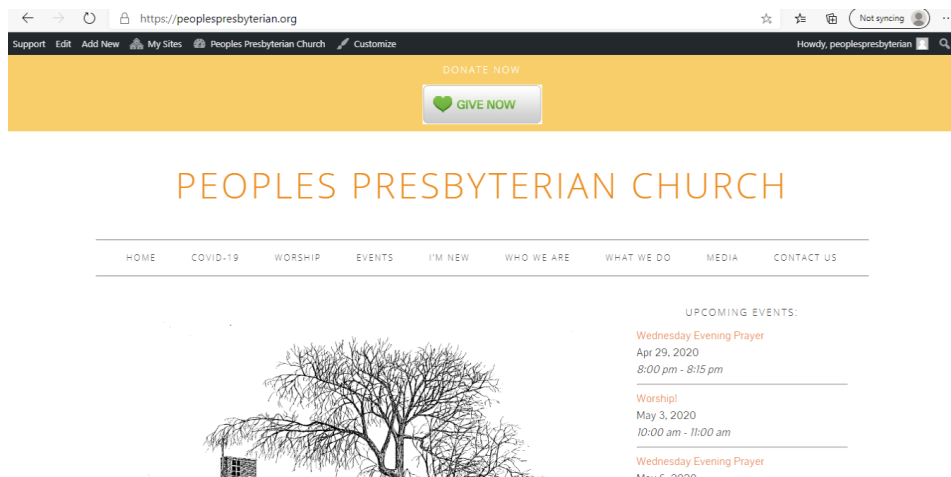 https://peoplespresbyterian.org
Not syncing
Support Edit Add New My Sites Peoples Presbyterian Church Customize
Howdy, peoplespresbyterian
DONATE NOW
GIVE NOW
PEOPLES PRESBYTERIAN CHURCH
HOME COVID-19 WORSHIP EVENTS I'M NEW WHO WE ARE WHAT WE DO MEDIA CONTACT US
UPCOMING EVENTS:
Wednesday Evening Prayer
Apr 29, 2020
8:00 pm - 8:15 pm
Worship!
May 3, 2020
10:00 am - 11:00 am
Wednesday Evening Prayer
May 6, 2020